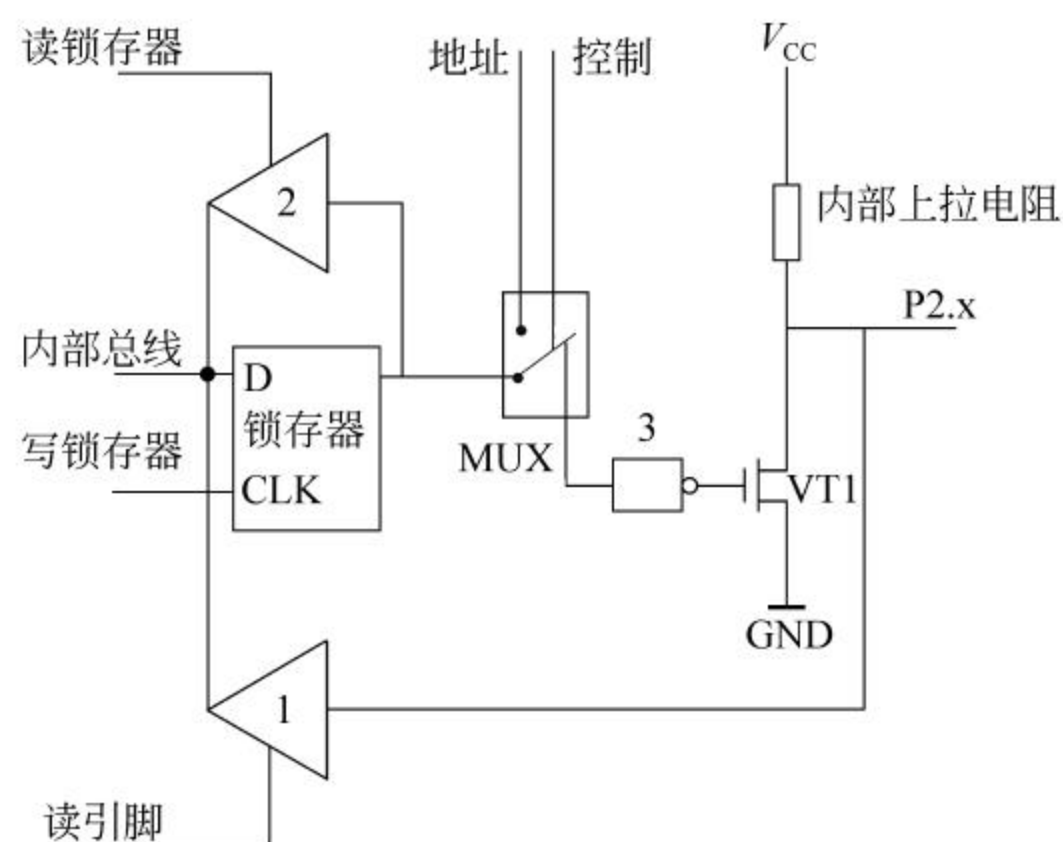 读锁存器
地址
控制
VCC
2
内部上拉电阻
P2.x
内部总线
D
锁存器
3
写锁存器
MUX
CLK
VT1
GND
1
读引脚